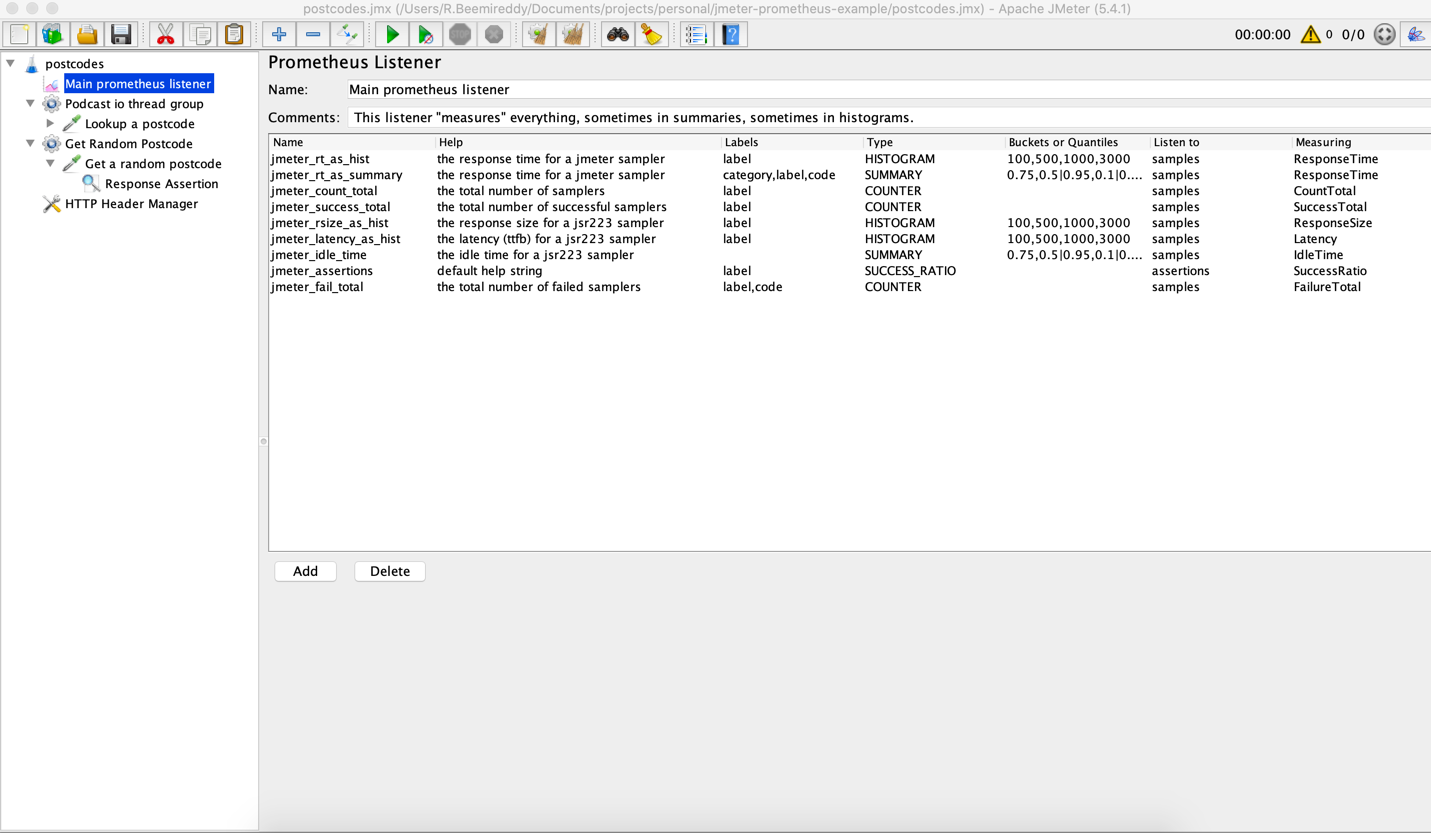 postcodes.jmx (/Users/R.Beemireddy/Documents/projects/personal/jmeter-prometheus-example/postcodes.jmx) - Apache JMeter (5.4.1)
STOP 00:00:00 0 0/0
postcodes
Main prometheus listener
Podcast io thread group
Lookup a postcode
Get Random Postcode
Get a random postcode
Response Assertion
HTTP Header Manager
Prometheus Listener
Name: Main prometheus listener
Comments: This listener "measures" everything, sometimes in summaries, sometimes in histograms.
Name Help Labels Type Buckets or Quantiles Listen to Measuring
jmeter_rt_as_hist the response time for a jmeter sampler label HISTOGRAM 100,500,1000,3000 samples ResponseTime
jmeter_rt_as_summary the response time for a jmeter sampler category,label,code SUMMARY 0.75,0.5|0.95,0.1|0.... samples ResponseTime
jmeter_count_total the total number of samplers label COUNTER samples CountTotal
jmeter_success_total the total number of successful samplers label COUNTER samples SuccessTotal
jmeter_rsize_as_hist the response size for a jsr223 sampler label HISTOGRAM 100,500,1000,3000 samples ResponseSize
jmeter_latency_as_hist the latency (ttfb) for a jsr223 sampler label HISTOGRAM 100,500,1000,3000 samples Latency
jmeter_idle_time the idle time for a jsr223 sampler SUMMARY 0.75,0.5|0.95,0.1|0.... samples IdleTime
jmeter_assertions default help string label SUCCESS_RATIO assertions SuccessRatio
jmeter_fail_total the total number of failed samplers label,code COUNTER samples FailureTotal
Add Delete